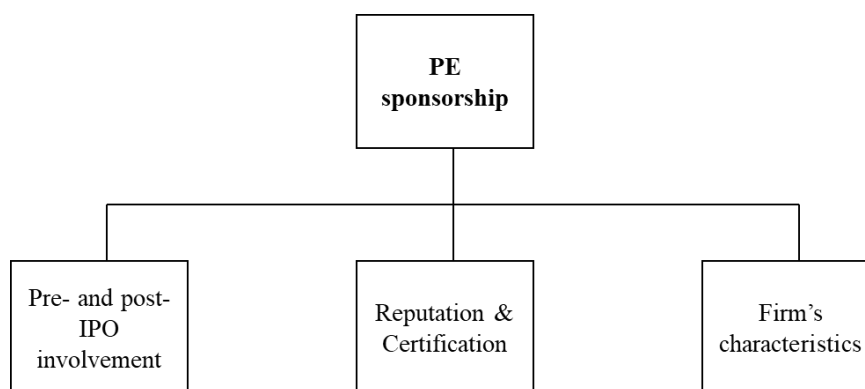 PE
sponsorship
Pre- and post-
IPO
involvement
Reputation &
Certification
Firm's
characteristics